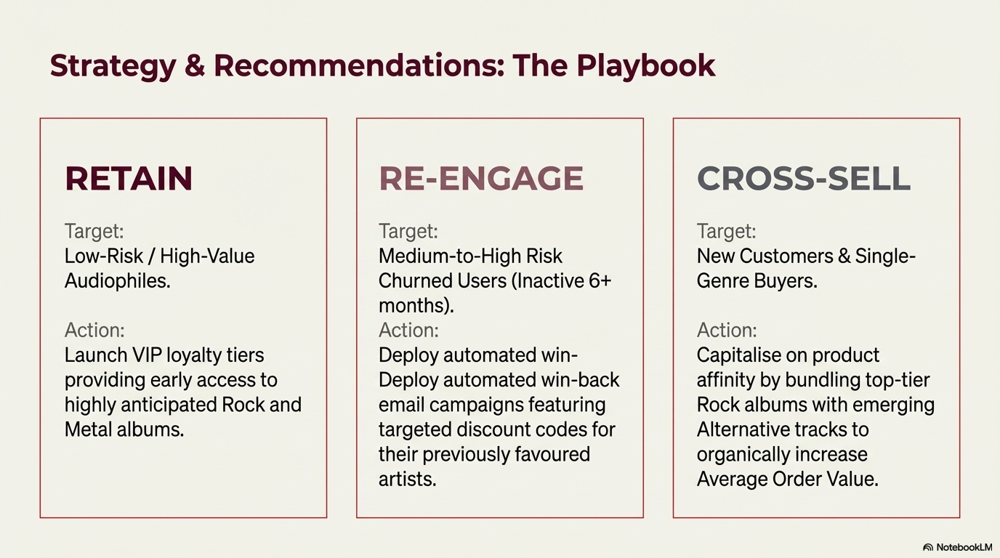 Strategy & Recommendations: The Playbook
RETAIN
Target:
Low-Risk / High-Value
Audiophiles.
Action:
Launch VIP loyalty tiers
providing early access to
highly anticipated Rock and
Metal albums.
RE-ENGAGE
Target:
Medium-to-High Risk
Churned Users (Inactive 6+
months).
Action:
Deploy automated win-
Deploy automated win-back
email campaigns featuring
targeted discount codes for
their previously favoured
artists.
CROSS-SELL
Target:
New Customers & Single-
Genre Buyers.
Action:
Capitalise on product
affinity by bundling top-tier
Rock albums with emerging
Alternative tracks to
organically increase
Average Order Value.
NotebookLM